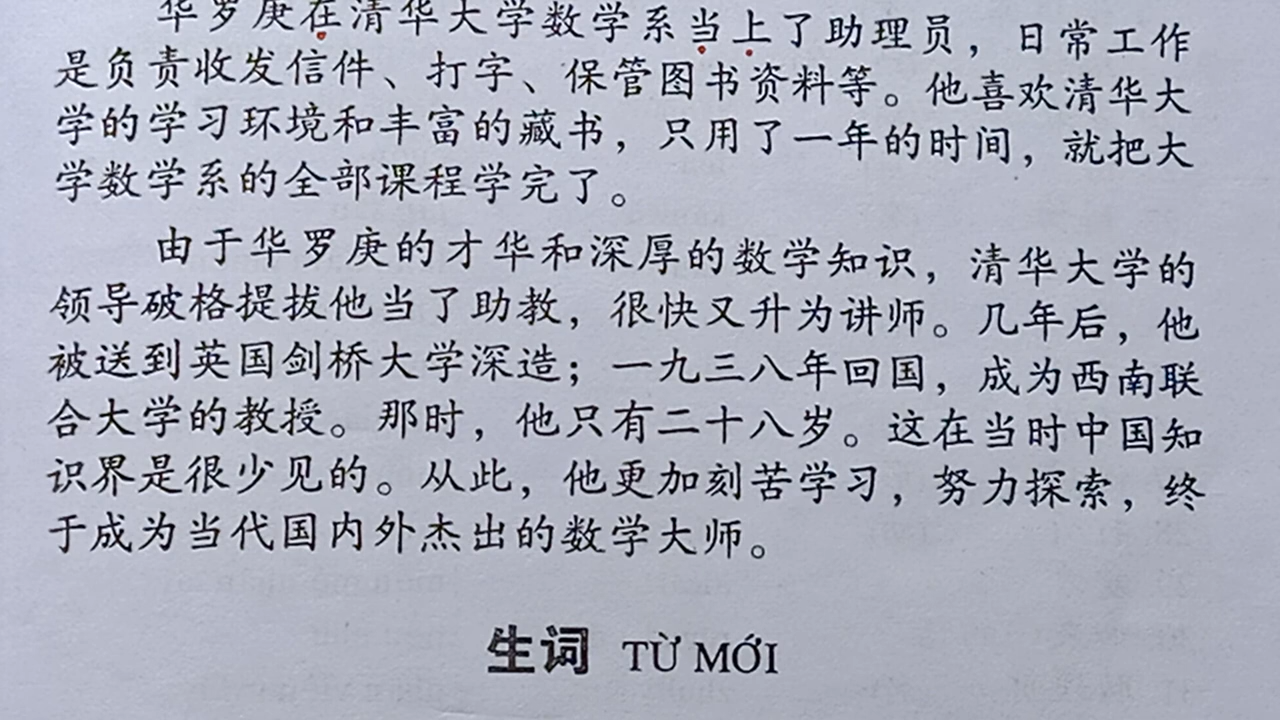 华罗庚在清华大学数学系当上了助理员，日常工作
是负责收发信件、打字、保管图书资料等。他喜欢清华大
学的学习环境和丰富的藏书，只用了一年的时间，就把大
学数学系的全部课程学完了。
由于华罗庚的才华和深厚的数学知识，清华大学的
领导破格提拔他当了助教，很快又升为讲师。几年后，他
被送到英国剑桥大学深造；一九三八年回国，成为西南联
合大学的教授。那时，他只有二十八岁。这在当时中国知
识界是很少见的。从此，他更加刻苦学习，努力探索，终
于成为当代国内外杰出的数学大师。
生词 TỪ MỚI